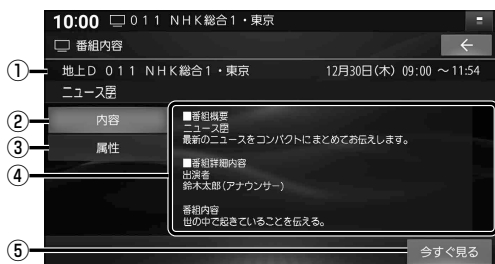 10:00 011 NHK総合1・東京
番組内容
① 地上D 011 NHK総合1・東京 12月30日(木) 09:00 ～11:54
ニュース🈑
② 内容
③ 属性
④ ■番組概要
ニュース🈑
最新のニュースをコンパクトにまとめてお伝えします。
■番組詳細内容
出演者
鈴木太郎(アナウンサー)
番組内容
世の中で起きていることを伝える。
⑤ 今すぐ見る